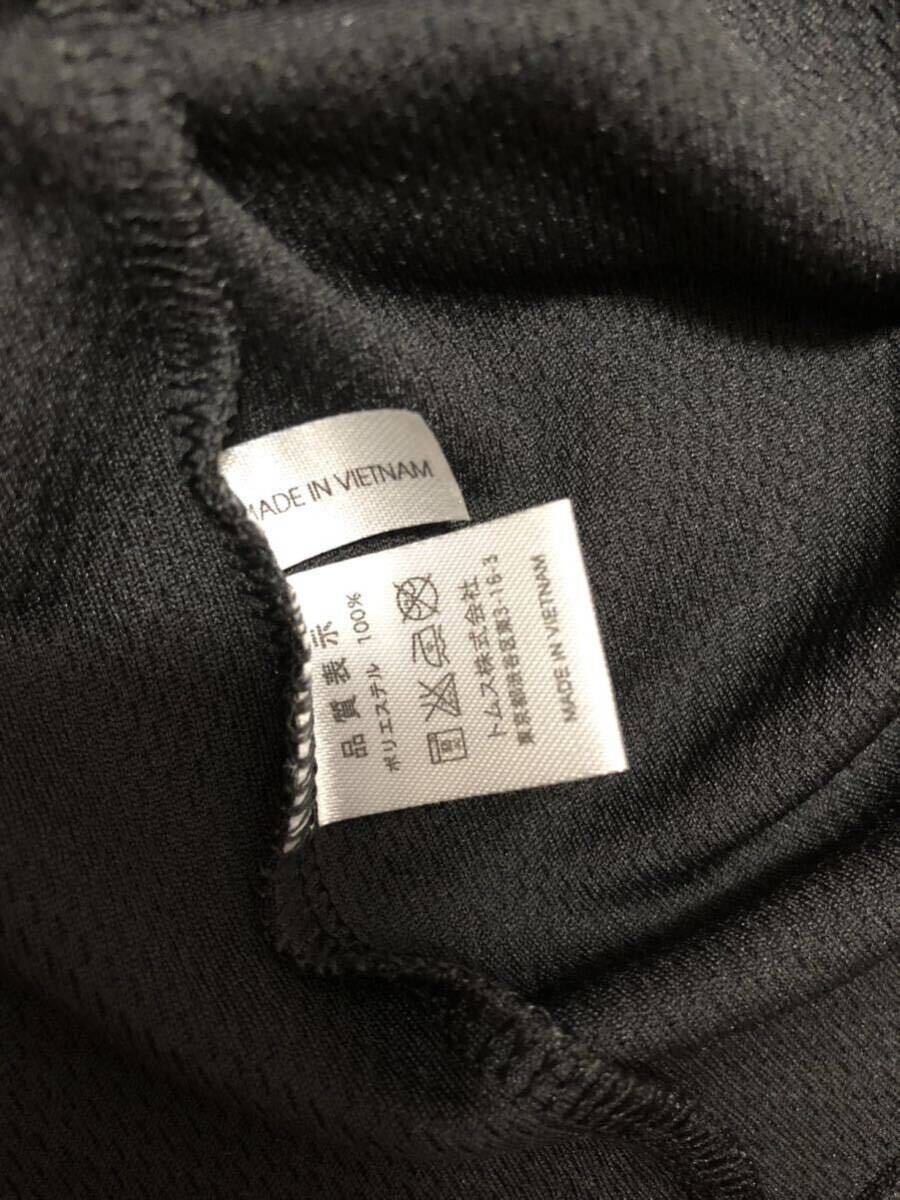 MADE IN VIETNAM
品質表示
ポリエステル 100%
トムス株式会社
東京都渋谷区東3-16-3
MADE IN VIETNAM